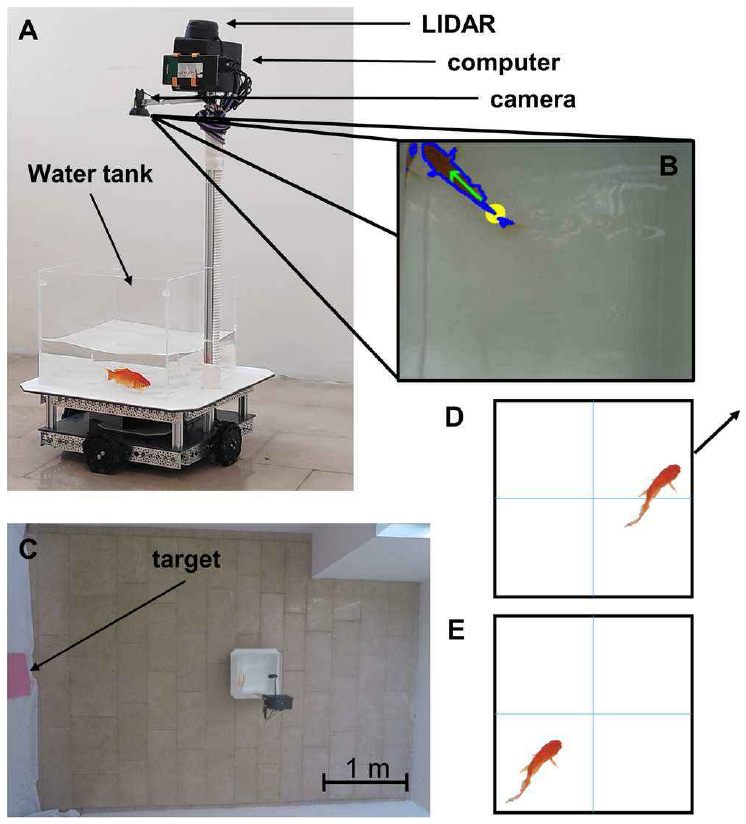 A
LIDAR
computer
camera
Water tank
B
D
C
target
E
1 m